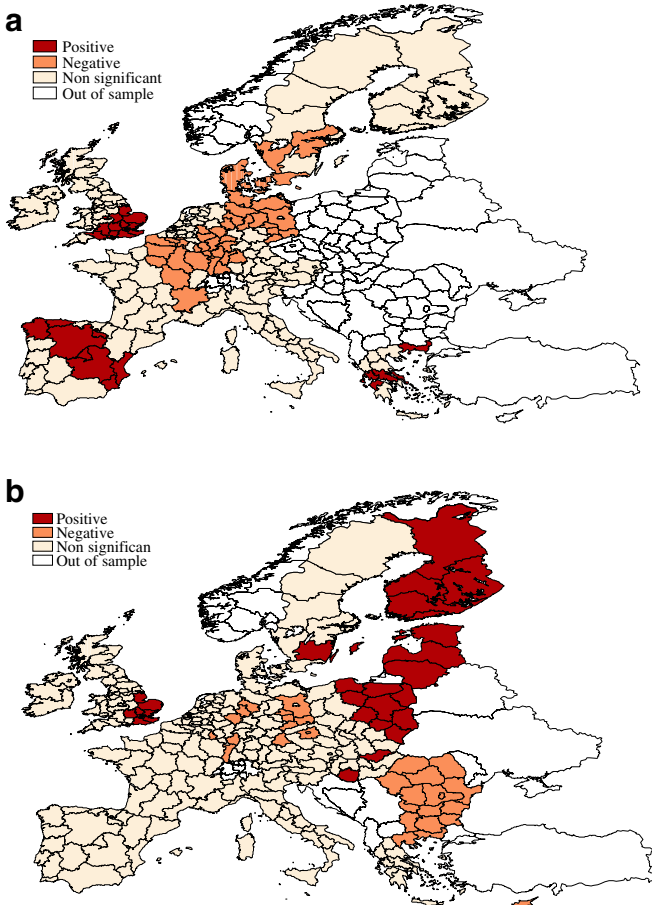 a
Positive
Negative
Non significant
Out of sample
b
Positive
Negative
Non significan
Out of sample